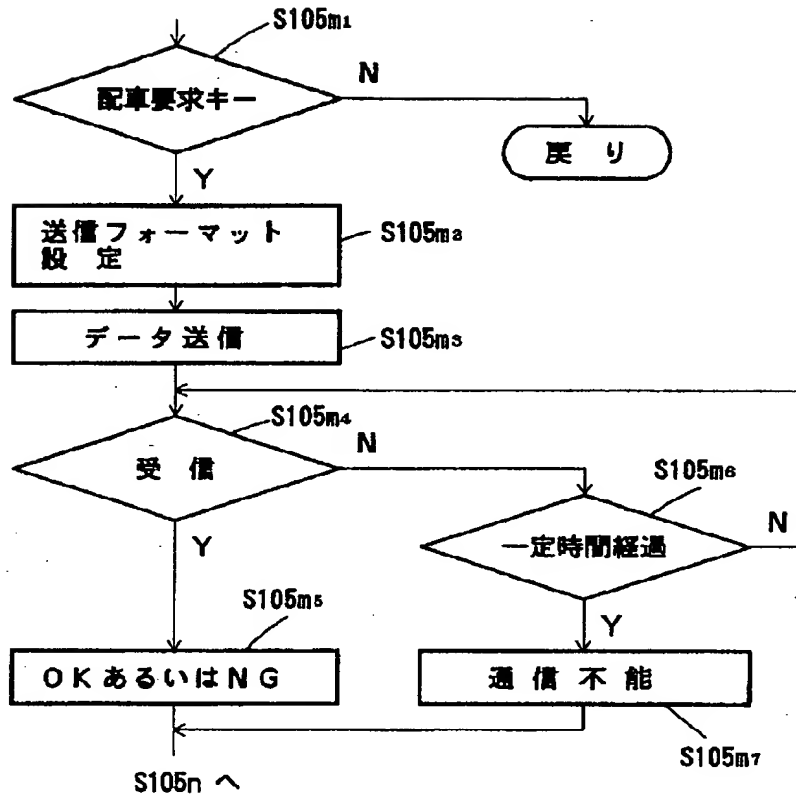 S105m1
配車要求キー
N
戻り
Y
送信フォーマット
設定
S105m2
データ送信
S105m3
S105m4
受信
N
S105m6
一定時間経過
N
Y
Y
S105m5
OKあるいはNG
通信不能
S105m7
S105n へ